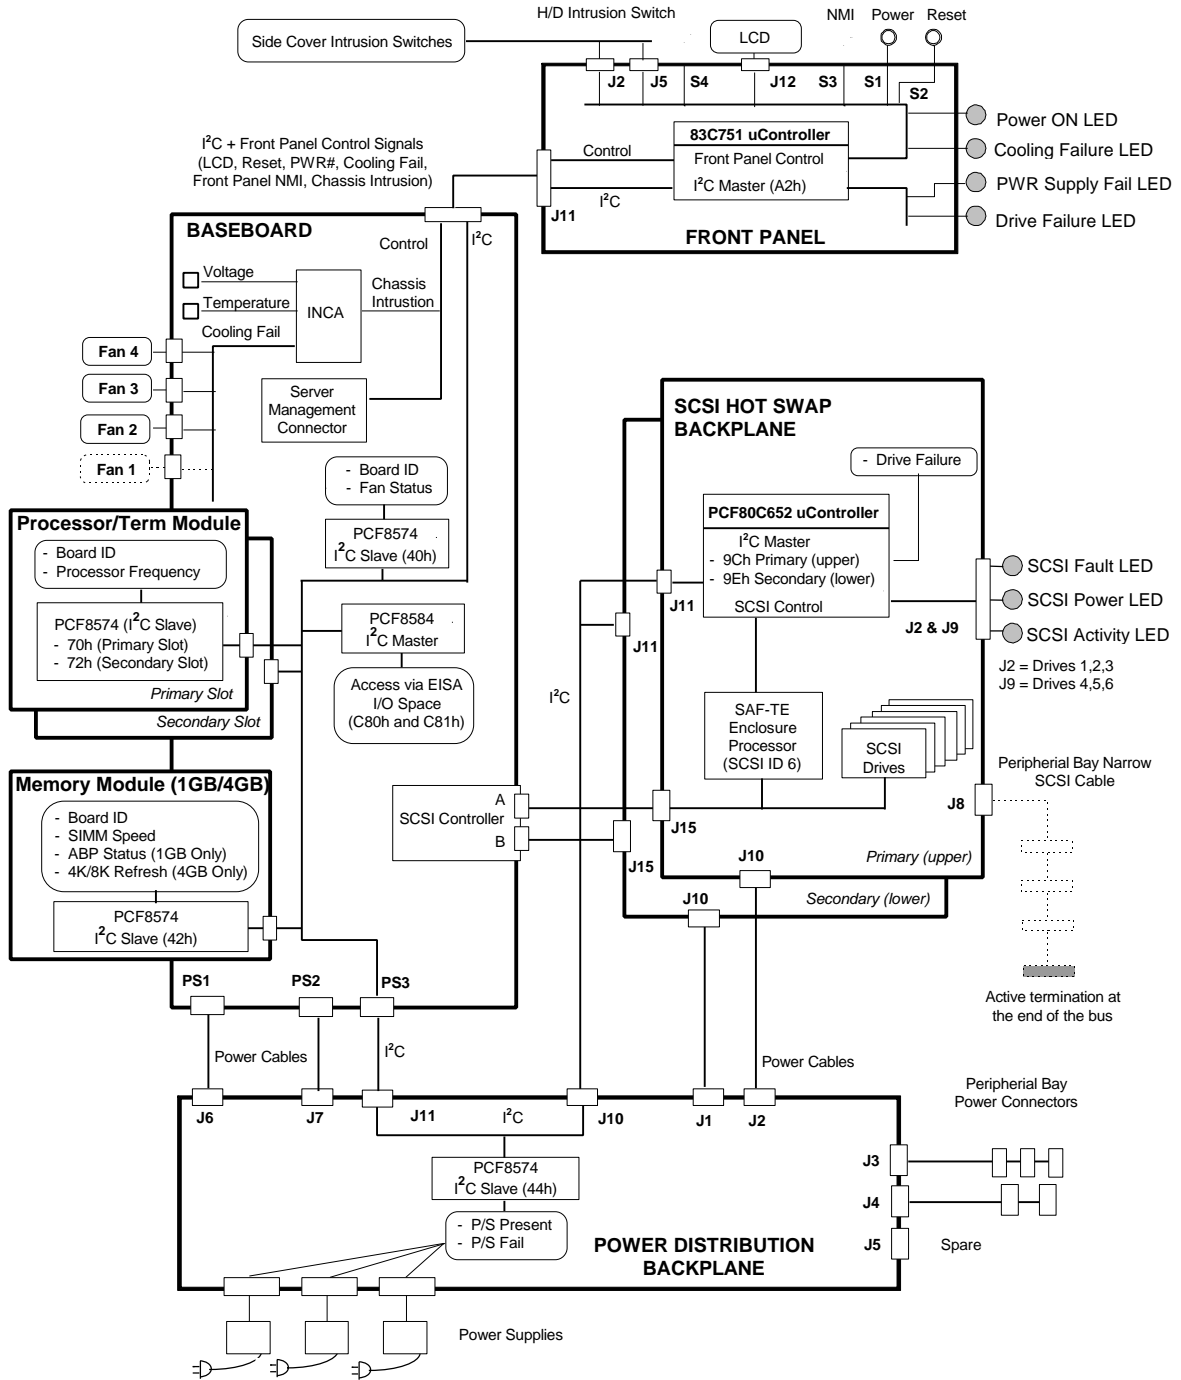 H/D Intrusion Switch
NMI Power Reset
Side Cover Intrusion Switches
LCD
J2 J5 S4 J12 S3 S1 S2
83C751 uController
Front Panel Control
I²C Master (A2h)
Control
I²C
J11
FRONT PANEL
Power ON LED
Cooling Failure LED
PWR Supply Fail LED
Drive Failure LED
I²C + Front Panel Control Signals
(LCD, Reset, PWR#, Cooling Fail,
Front Panel NMI, Chassis Intrusion)
BASEBOARD
Control
I²C
Voltage
Temperature
Cooling Fail
INCA
Chassis
Intrustion
Fan 4
Fan 3
Fan 2
Fan 1
Server
Management
Connector
- Board ID
- Fan Status
PCF8574
I²C Slave (40h)
Processor/Term Module
- Board ID
- Processor Frequency
PCF8574 (I²C Slave)
- 70h (Primary Slot)
- 72h (Secondary Slot)
Primary Slot
Secondary Slot
PCF8584
I²C Master
Access via EISA
I/O Space
(C80h and C81h)
Memory Module (1GB/4GB)
- Board ID
- SIMM Speed
- ABP Status (1GB Only)
- 4K/8K Refresh (4GB Only)
PCF8574
I²C Slave (42h)
A
SCSI Controller
B
PS1 PS2 PS3
SCSI HOT SWAP
BACKPLANE
- Drive Failure
PCF80C652 uController
I²C Master
- 9Ch Primary (upper)
- 9Eh Secondary (lower)
SCSI Control
J11
J11
J2 & J9
SCSI Fault LED
SCSI Power LED
SCSI Activity LED
J2 = Drives 1,2,3
J9 = Drives 4,5,6
I²C
SAF-TE
Enclosure
Processor
(SCSI ID 6)
SCSI
Drives
Peripherial Bay Narrow
SCSI Cable
J8
J15
J15
J10
Primary (upper)
J10
Secondary (lower)
Active termination at
the end of the bus
Power Cables
I²C
Power Cables
J6 J7 J11 I²C J10 J1 J2
PCF8574
I²C Slave (44h)
- P/S Present
- P/S Fail
POWER DISTRIBUTION
BACKPLANE
Peripherial Bay
Power Connectors
J3
J4
J5
Spare
Power Supplies